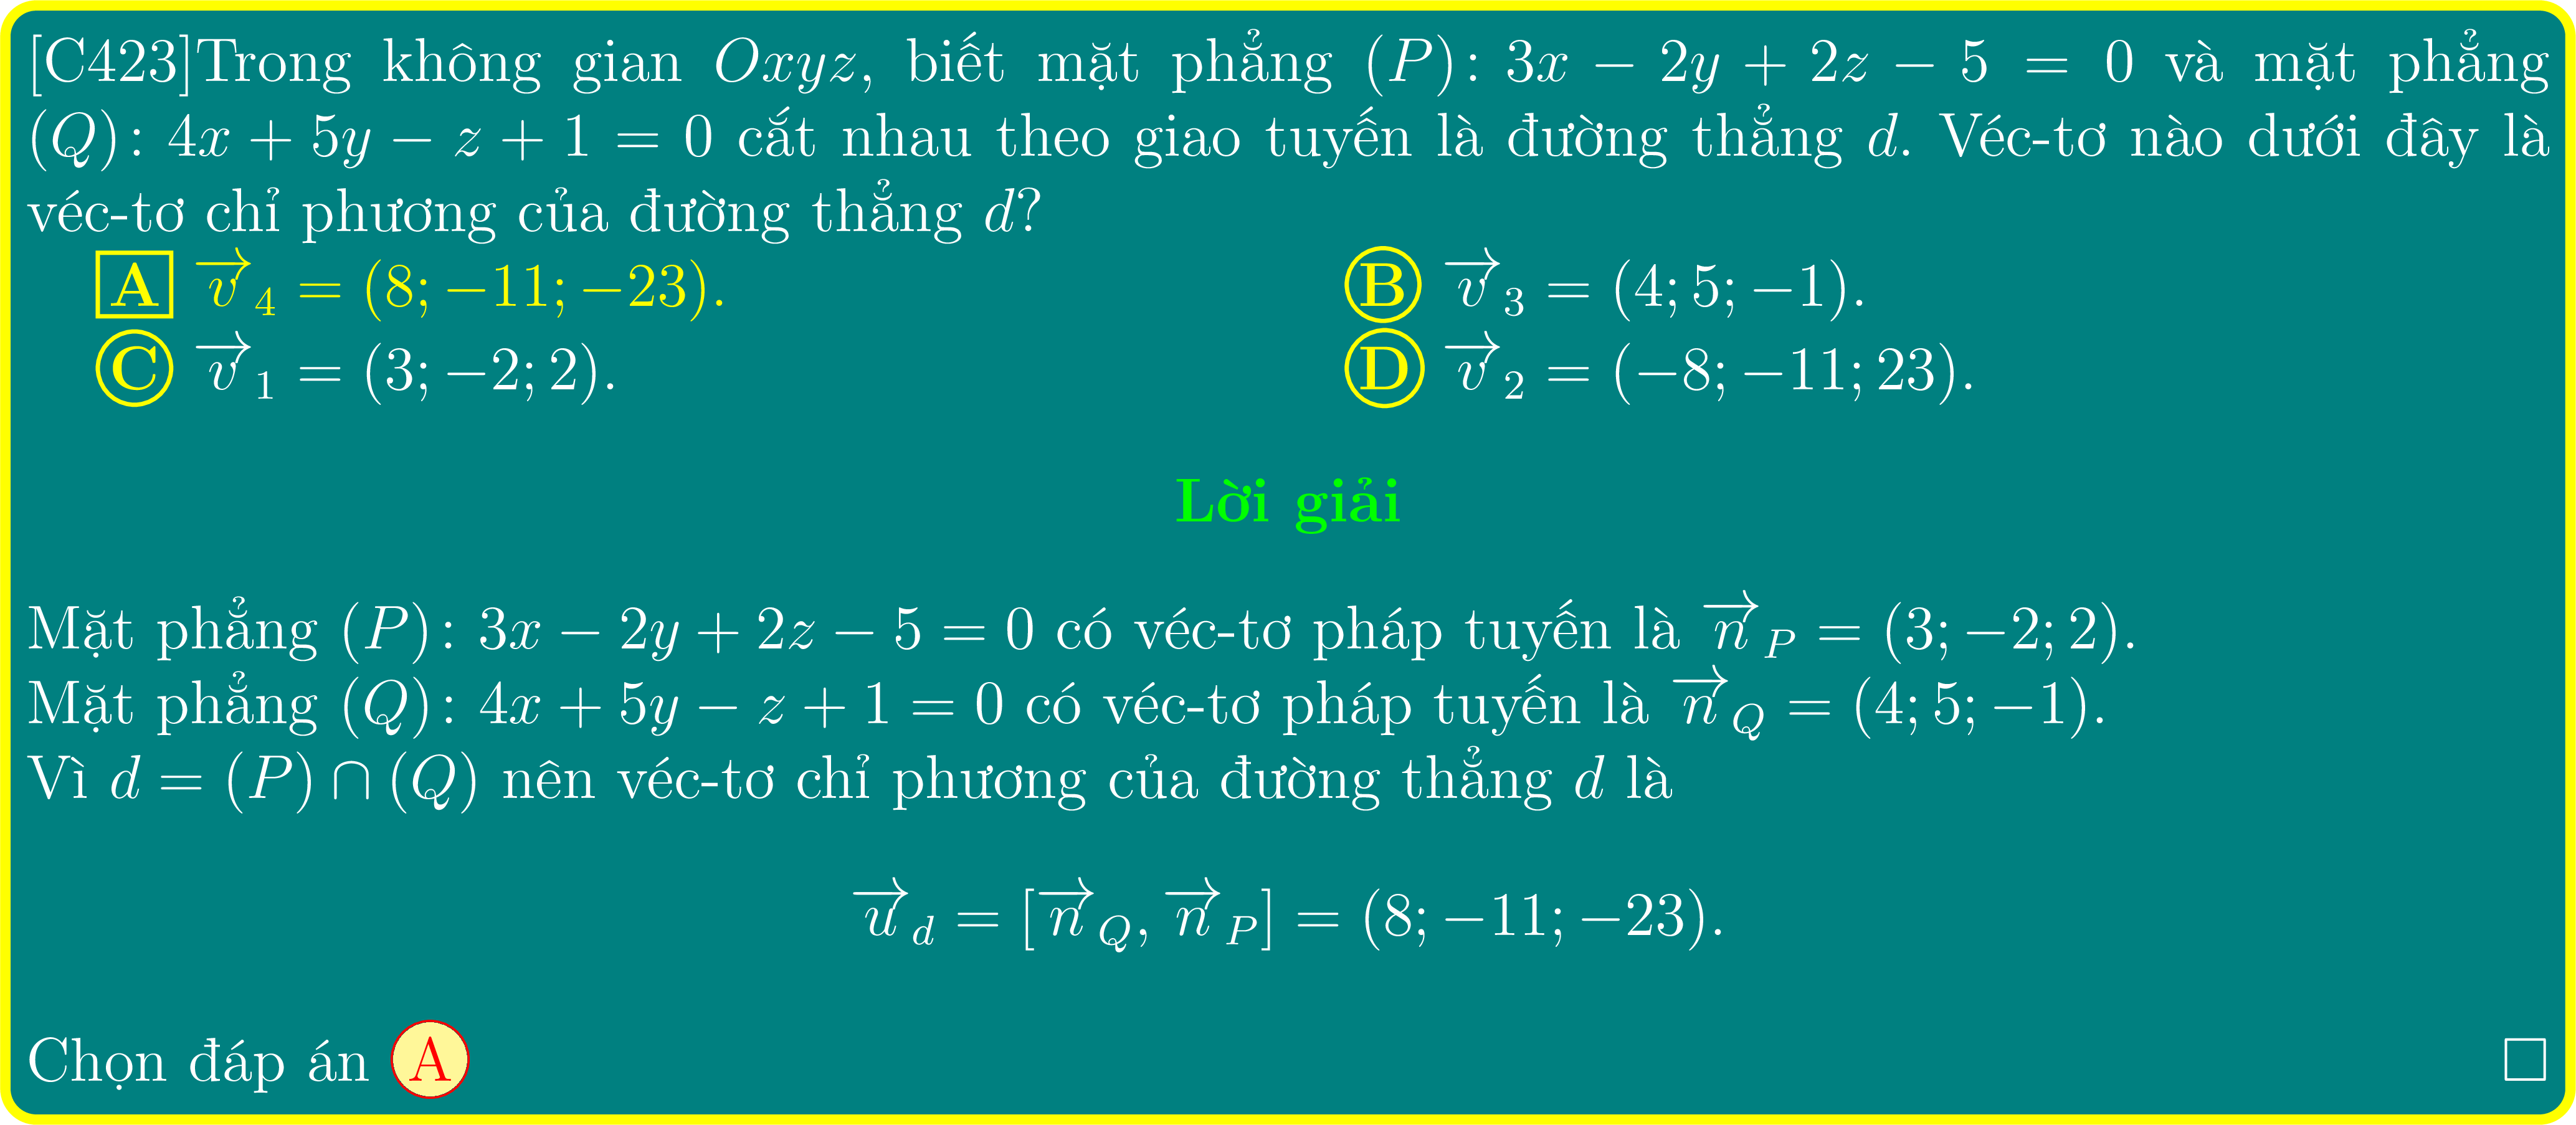 [C423]Trong không gian Oxyz, biết mặt phẳng (P): 3x − 2y + 2z − 5 = 0 và mặt phẳng
(Q): 4x + 5y − z + 1 = 0 cắt nhau theo giao tuyến là đường thẳng d. Véc-tơ nào dưới đây là
véc-tơ chỉ phương của đường thẳng d?
A $\overrightarrow{v}_4$ = (8; −11; −23). B $\overrightarrow{v}_3$ = (4; 5; −1).
C $\overrightarrow{v}_1$ = (3; −2; 2). D $\overrightarrow{v}_2$ = (−8; −11; 23).
Lời giải
Mặt phẳng (P): 3x − 2y + 2z − 5 = 0 có véc-tơ pháp tuyến là $\overrightarrow{n}_P$ = (3; −2; 2).
Mặt phẳng (Q): 4x + 5y − z + 1 = 0 có véc-tơ pháp tuyến là $\overrightarrow{n}_Q$ = (4; 5; −1).
Vì d = (P) ∩ (Q) nên véc-tơ chỉ phương của đường thẳng d là
$\overrightarrow{u}_d$ = [$\overrightarrow{n}_Q$, $\overrightarrow{n}_P$] = (8; −11; −23).
Chọn đáp án A □